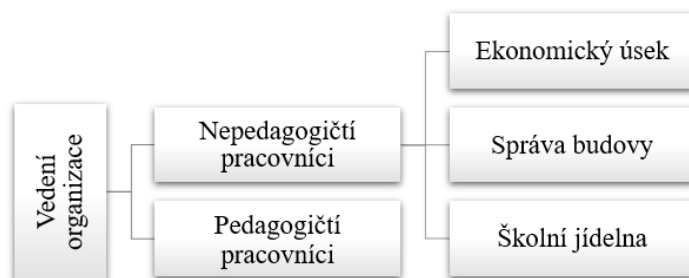 Vedení
organizace
Nepedagogičtí
pracovníci
Pedagogičtí
pracovníci
Ekonomický úsek
Správa budovy
Školní jídelna